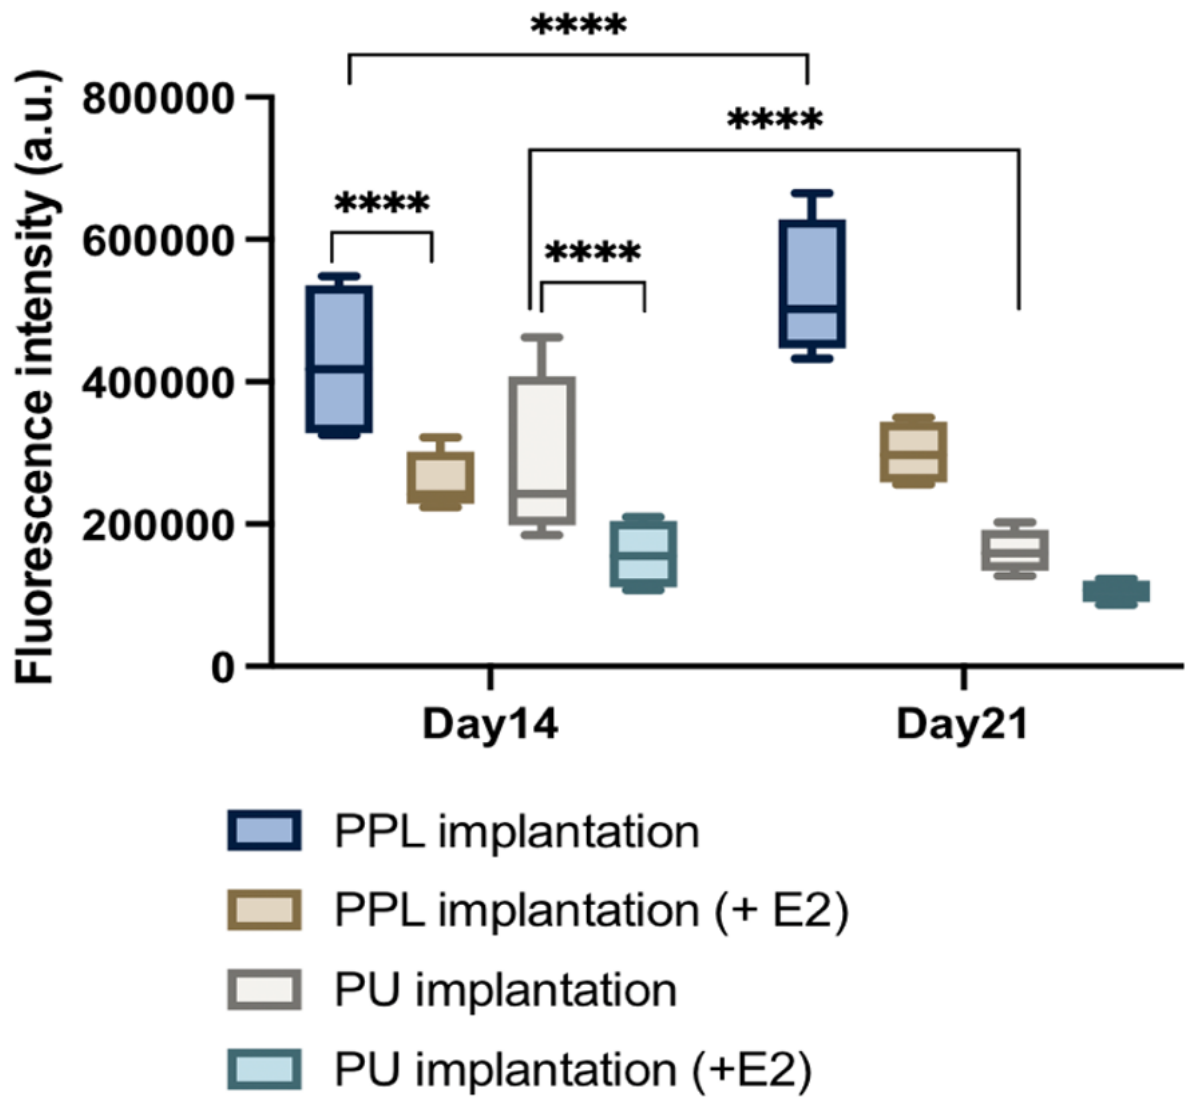 ****
800000
****
****
600000
****
400000
200000
0
Fluorescence intensity (a.u.)
Day14 Day21
PPL implantation
PPL implantation (+ E2)
PU implantation
PU implantation (+E2)